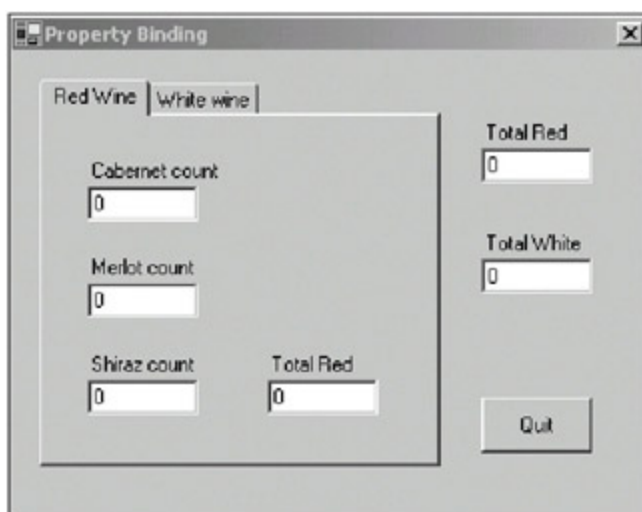 Property Binding
Red Wine
White wine
Cabernet count
0
Merlot count
0
Shiraz count
0
Total Red
0
Total Red
0
Total White
0
Quit